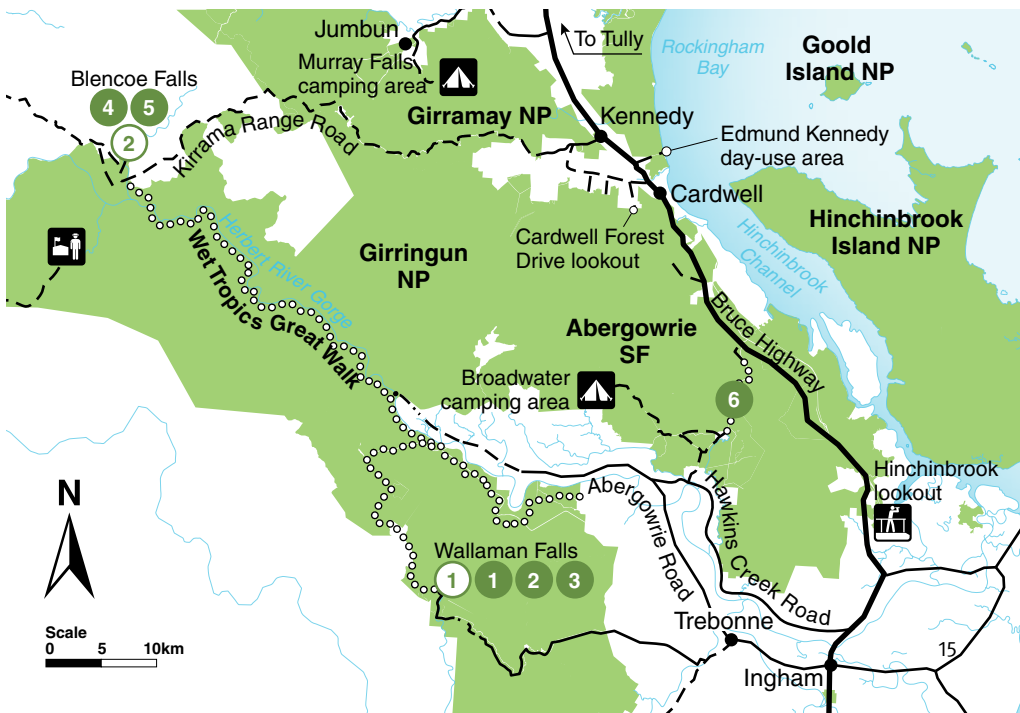 Jumbun
To Tully
Rockingham
Bay
Goold
Island NP
Murray Falls
camping area
Blencoe Falls
4 5
2
Girramay NP
Kennedy
Kirrama Range Road
Edmund Kennedy
day-use area
Cardwell
Cardwell Forest
Drive lookout
Hinchinbrook
Island NP
Hinchinbrook
Channel
Herbert River Gorge
Wet Tropics Great Walk
Girringun
NP
Abergowrie
SF
Bruce Highway
Broadwater
camping area
6
Hinchinbrook
lookout
N
Abergowrie Road
Hawkins Creek Road
Wallaman Falls
1 1 2 3
Trebonne
Scale
0 5 10km
15
Ingham